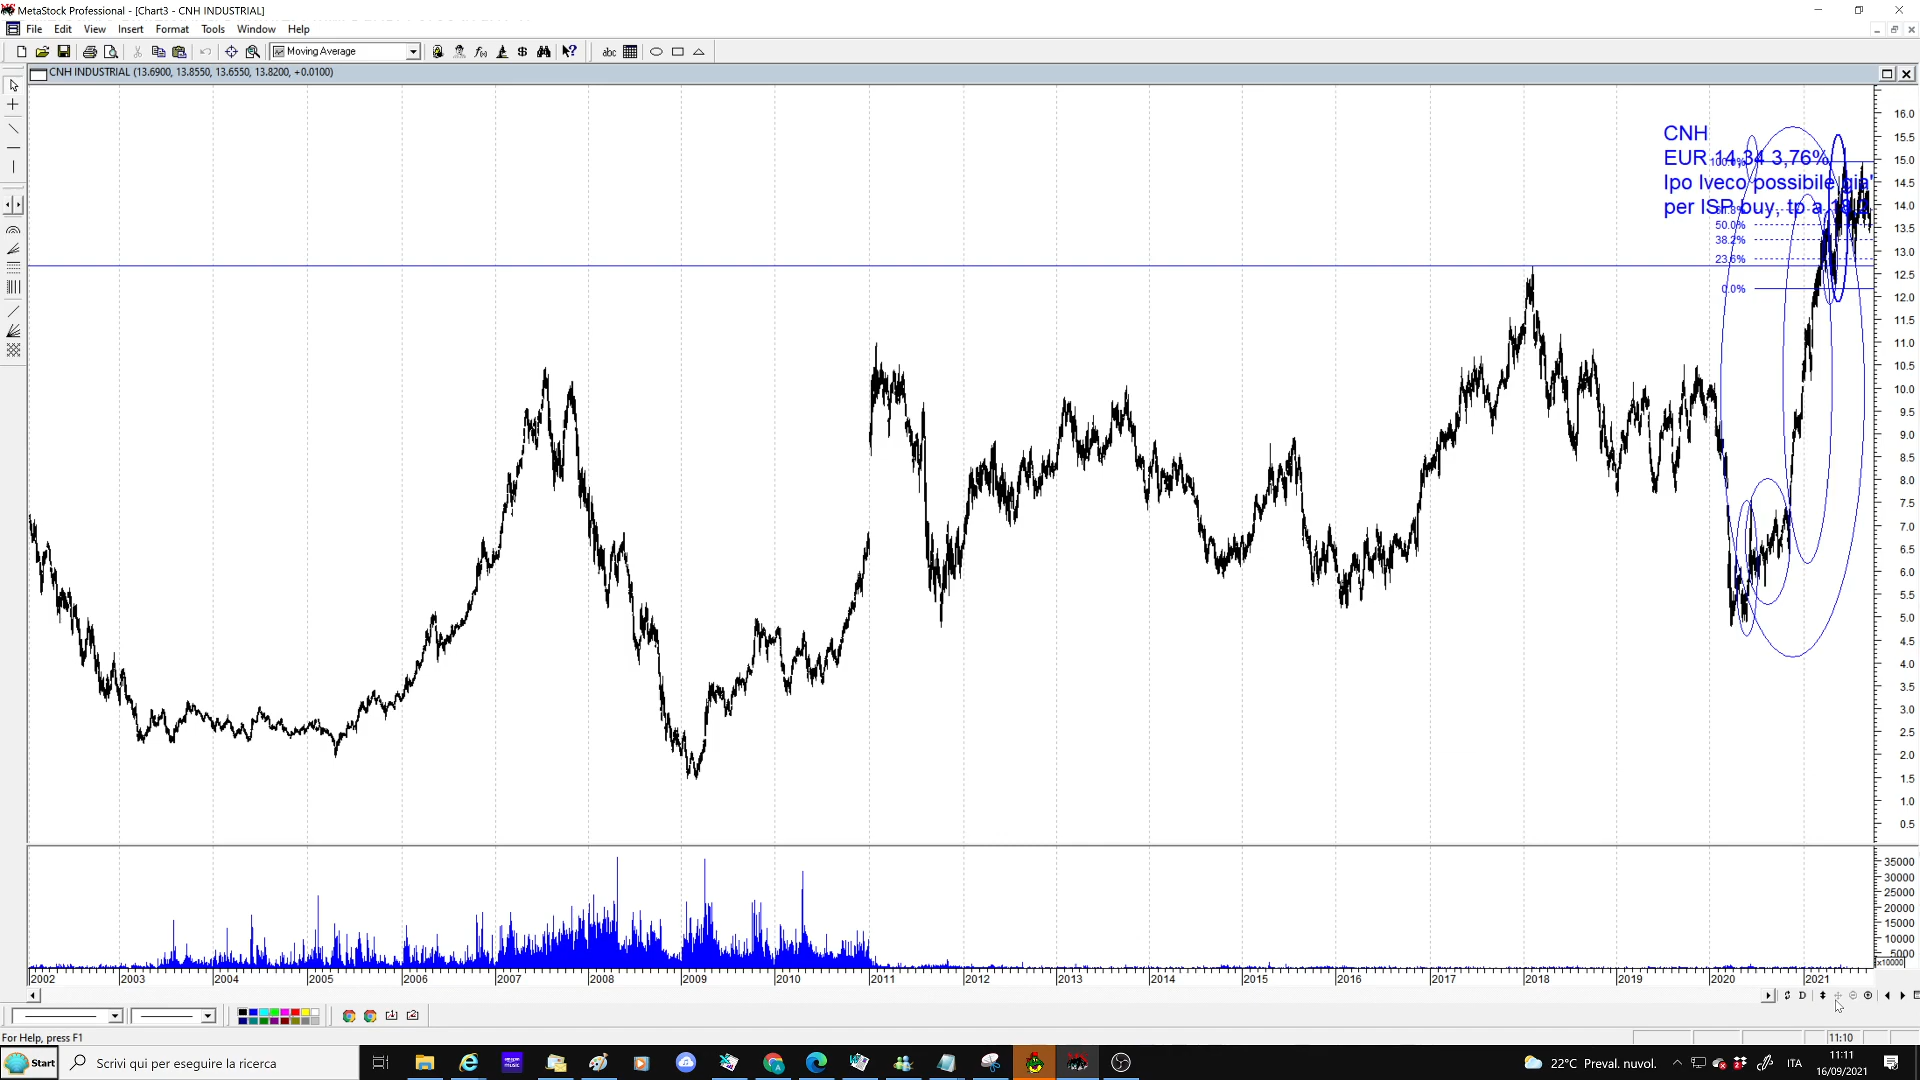 MetaStock Professional - [Chart3 - CNH INDUSTRIAL]
File Edit View Insert Format Tools Window Help
Moving Average
abc
CNH INDUSTRIAL (13.6900, 13.8550, 13.6550, 13.8200, +0.0100)
CNH
EUR 14,34 3,76%
Ipo Iveco possibile gia'
per ISP buy, tp a
100.0%
61.8%
50.0%
38.2%
23.6%
0.0%
16.0
15.5
15.0
14.5
14.0
13.5
13.0
12.5
12.0
11.5
11.0
10.5
10.0
9.5
9.0
8.5
8.0
7.5
7.0
6.5
6.0
5.5
5.0
4.5
4.0
3.5
3.0
2.5
2.0
1.5
1.0
0.5
35000
30000
25000
20000
15000
10000
5000
x10000
2002 2003 2004 2005 2006 2007 2008 2009 2010 2011 2012 2013 2014 2015 2016 2017 2018 2019 2020 2021
D
For Help, press F1
11:10
Start
Scrivi qui per eseguire la ricerca
amazon music
22°C Preval. nuvol.
ITA
11:11
16/09/2021